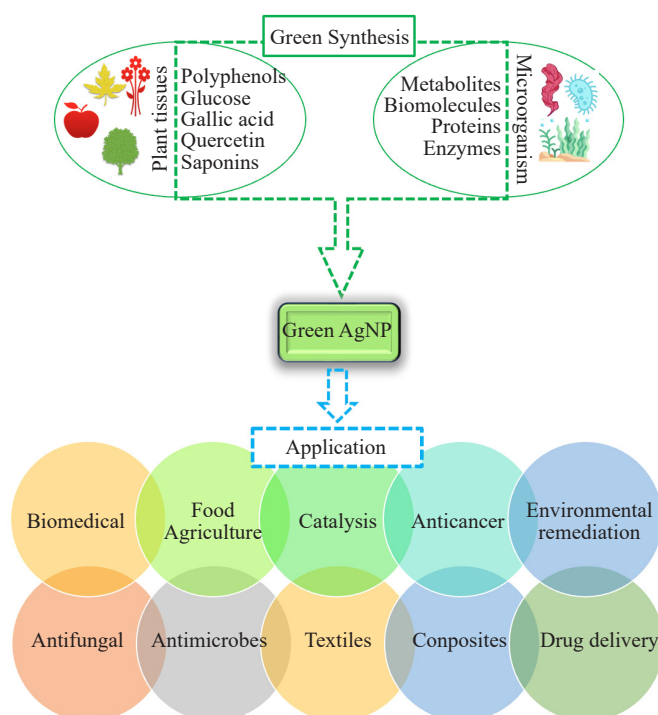 Green Synthesis
Plant tissues
Polyphenols
Glucose
Gallic acid
Quercetin
Saponins
Metabolites
Biomolecules
Proteins
Enzymes
Microorganism
Green AgNP
Application
Biomedical
Food
Agriculture
Catalysis
Anticancer
Environmental
remediation
Antifungal
Antimicrobes
Textiles
Conposites
Drug delivery